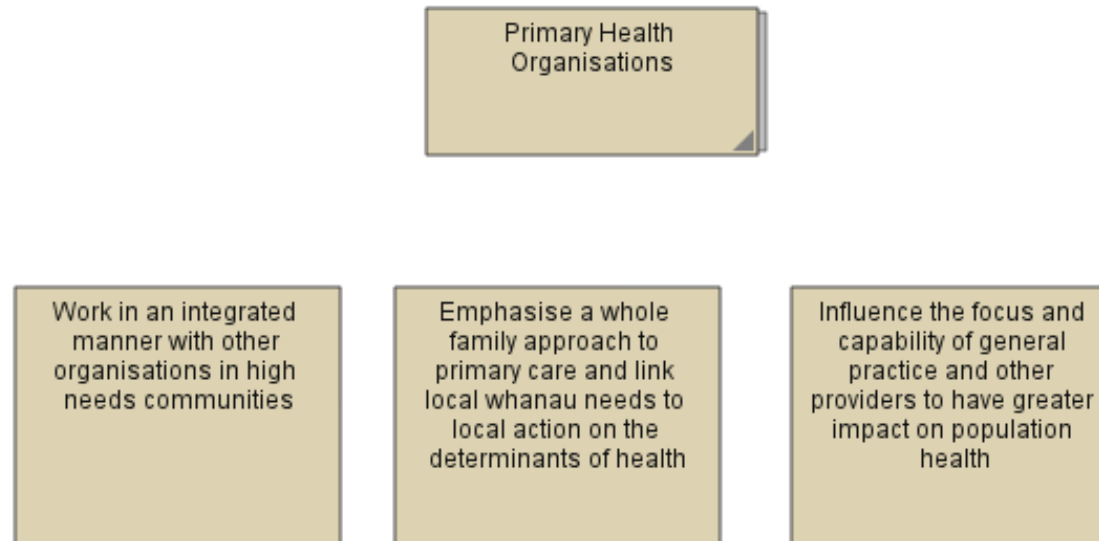 Primary Health
Organisations
Work in an integrated
manner with other
organisations in high
needs communities
Emphasise a whole
family approach to
primary care and link
local whanau needs to
local action on the
determinants of health
Influence the focus and
capability of general
practice and other
providers to have greater
impact on population
health